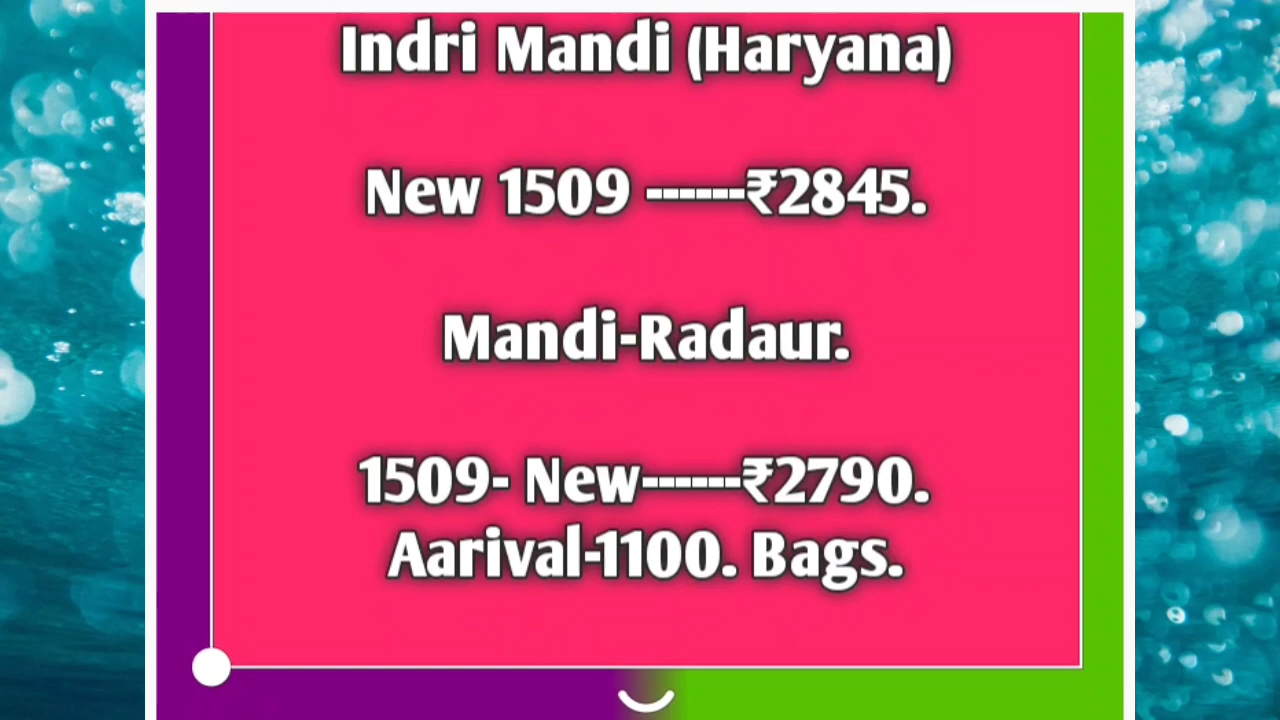 Indri Mandi (Haryana)
New 1509 ------₹2845.
Mandi-Radaur.
1509- New------₹2790.
Aarival-1100. Bags.